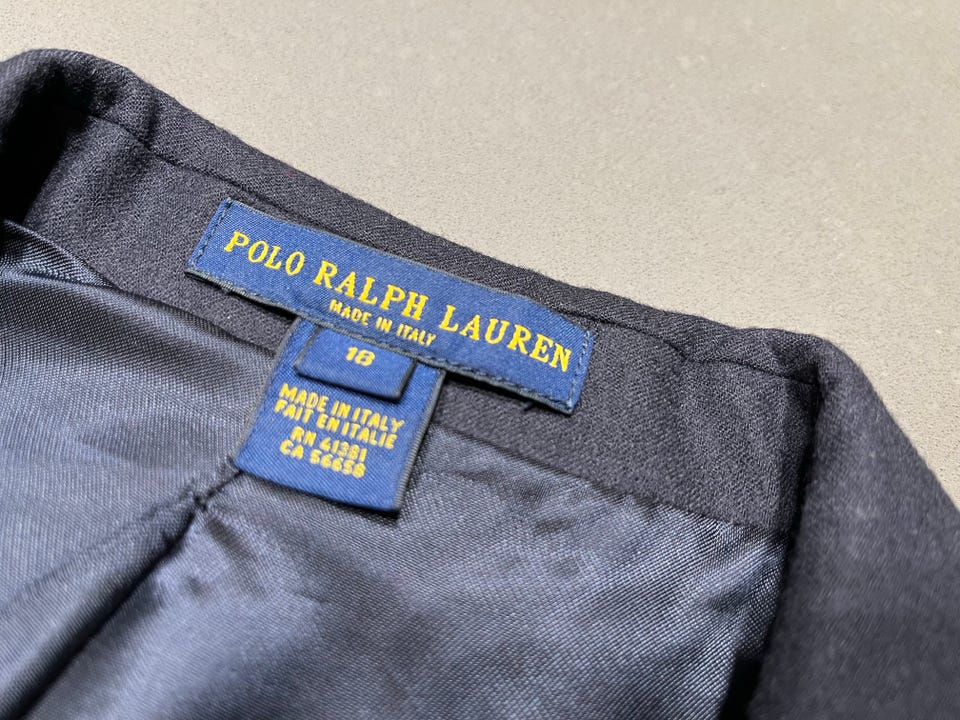 POLO RALPH LAUREN
MADE IN ITALY
18
MADE IN ITALY
FAIT EN ITALIE
RN 41381
CA 56658